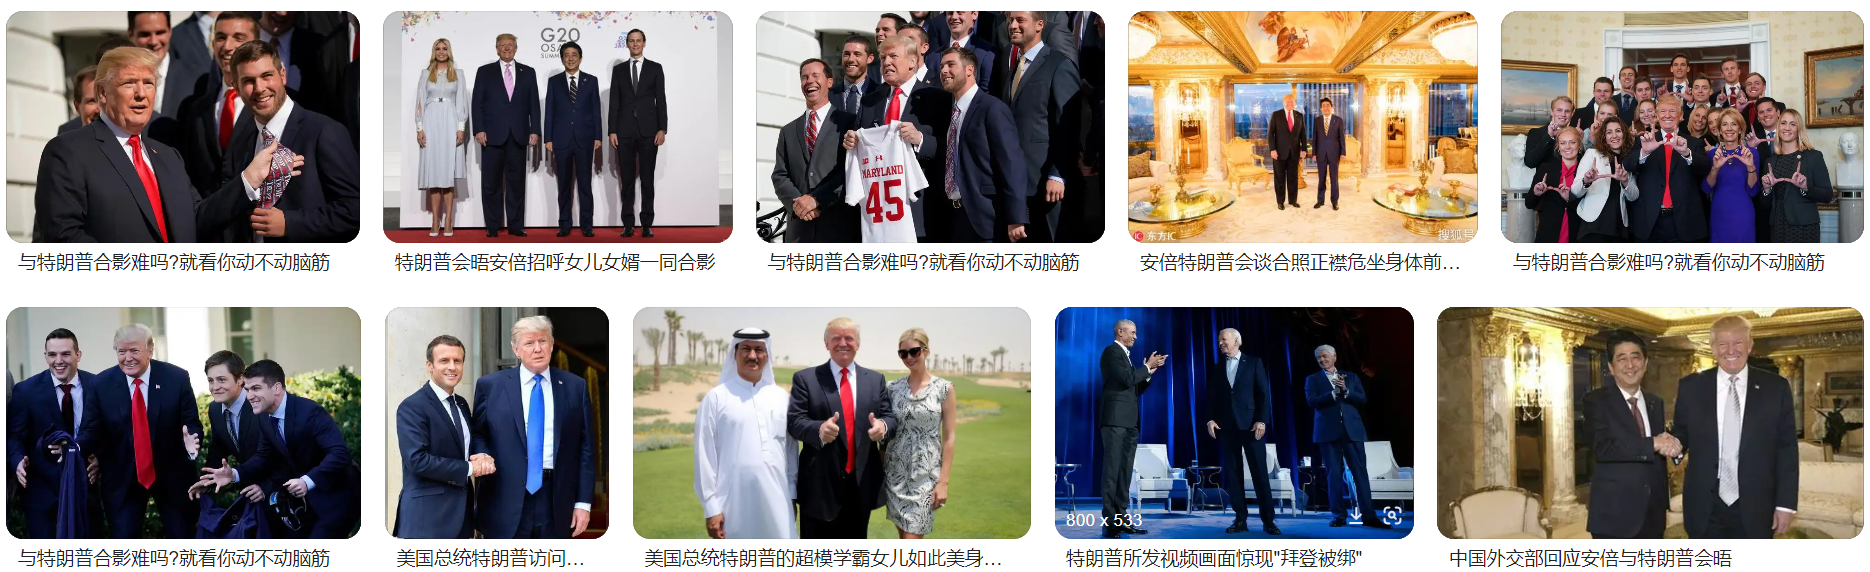 G20
OSAKA
SUMMIT
MARYLAND
45
东方IC
搜狐号
与特朗普合影难吗?就看你动不动脑筋
特朗普会晤安倍招呼女儿女婿一同合影
与特朗普合影难吗?就看你动不动脑筋
安倍特朗普会谈合照正襟危坐身体前...
与特朗普合影难吗?就看你动不动脑筋
800 x 533
与特朗普合影难吗?就看你动不动脑筋
美国总统特朗普访问...
美国总统特朗普的超模学霸女儿如此美身...
特朗普所发视频画面惊现"拜登被绑"
中国外交部回应安倍与特朗普会晤